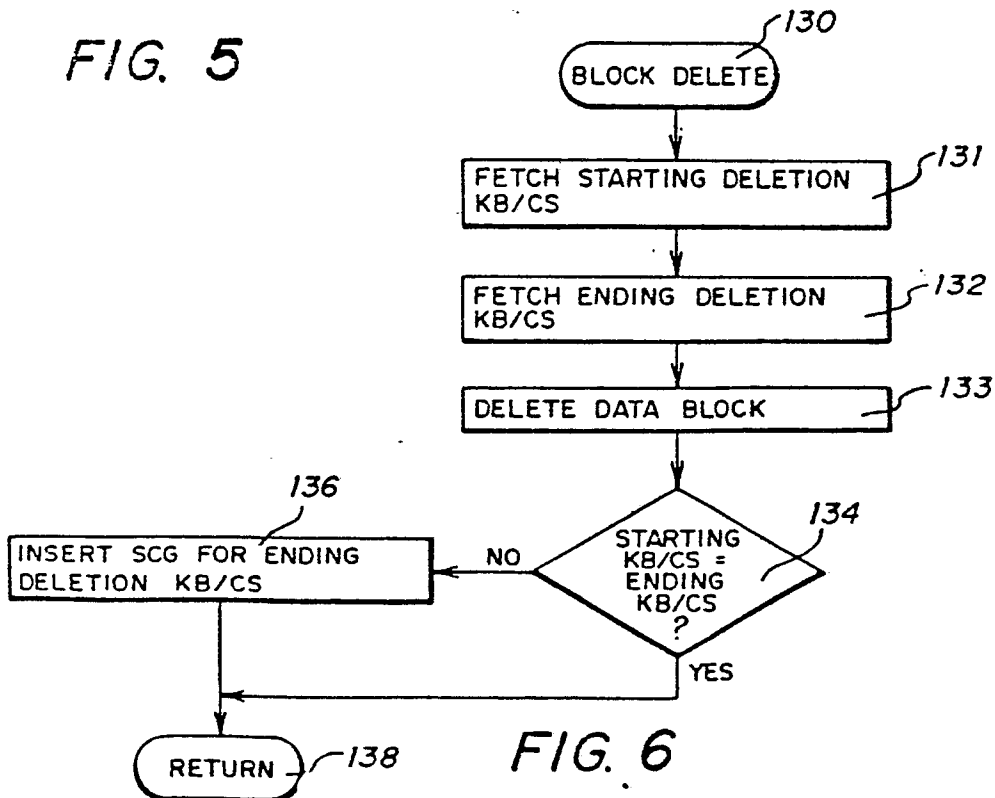 FIG. 5
130
BLOCK DELETE
131
FETCH STARTING DELETION
KB/CS
132
FETCH ENDING DELETION
KB/CS
133
DELETE DATA BLOCK
134
STARTING
KB/CS =
ENDING
KB/CS
?
NO
YES
136
INSERT SCG FOR ENDING
DELETION KB/CS
RETURN
138
FIG. 6